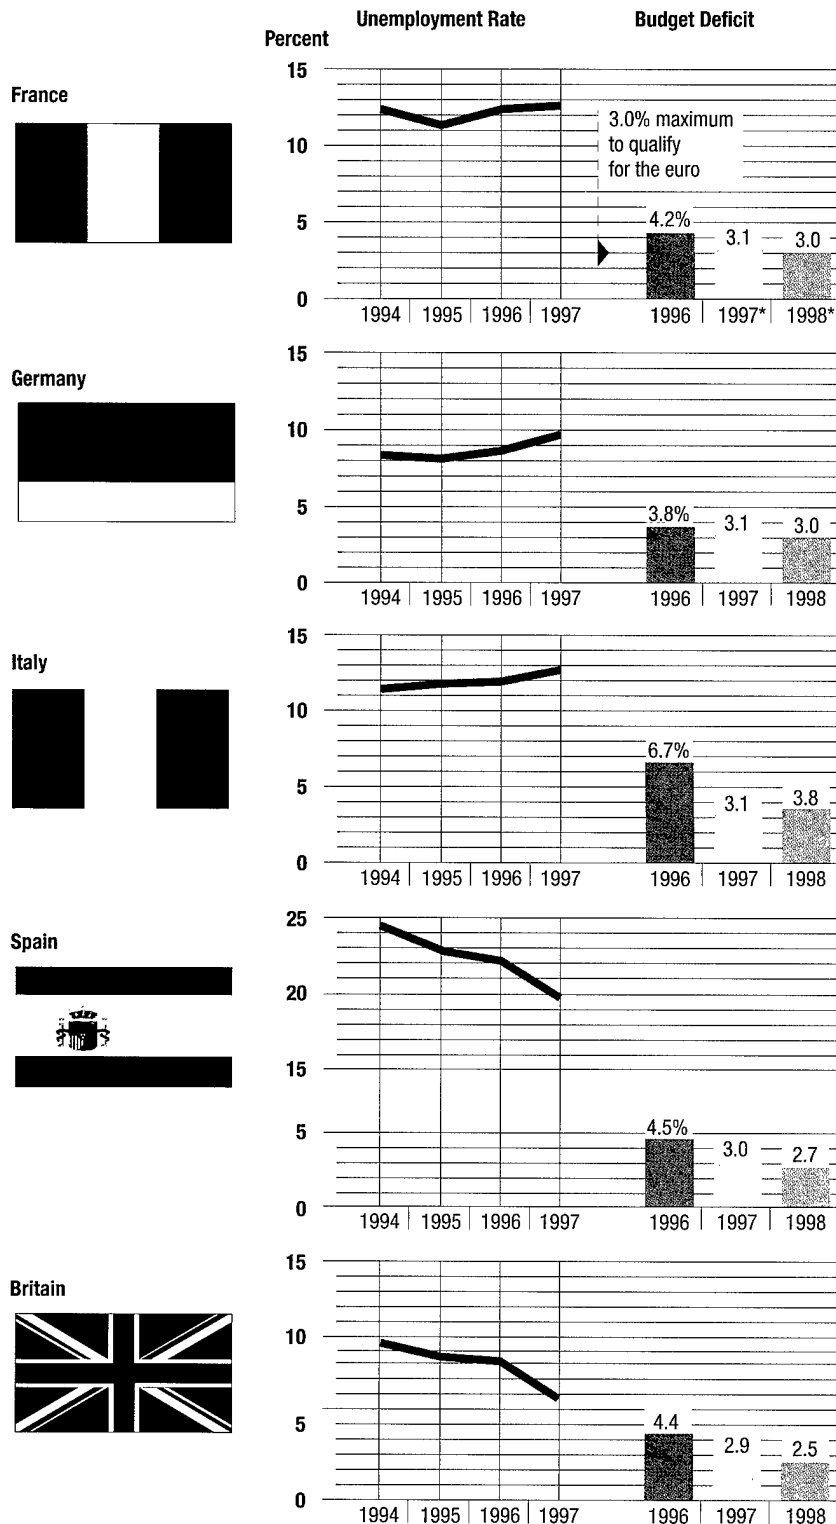 Unemployment Rate
Budget Deficit
Percent
France
15
10
5
0
3.0% maximum
to qualify
for the euro
4.2%
3.1
3.0
1994 | 1995 | 1996 | 1997
1996 | 1997* | 1998*
Germany
15
10
5
0
3.8%
3.1
3.0
1994 | 1995 | 1996 | 1997
1996 | 1997 | 1998
Italy
15
10
5
0
6.7%
3.1
3.8
1994 | 1995 | 1996 | 1997
1996 | 1997 | 1998
Spain
25
20
15
5
0
4.5%
3.0
2.7
1994 | 1995 | 1996 | 1997
1996 | 1997 | 1998
Britain
15
10
5
0
4.4
2.9
2.5
1994 | 1995 | 1996 | 1997
1996 | 1997 | 1998